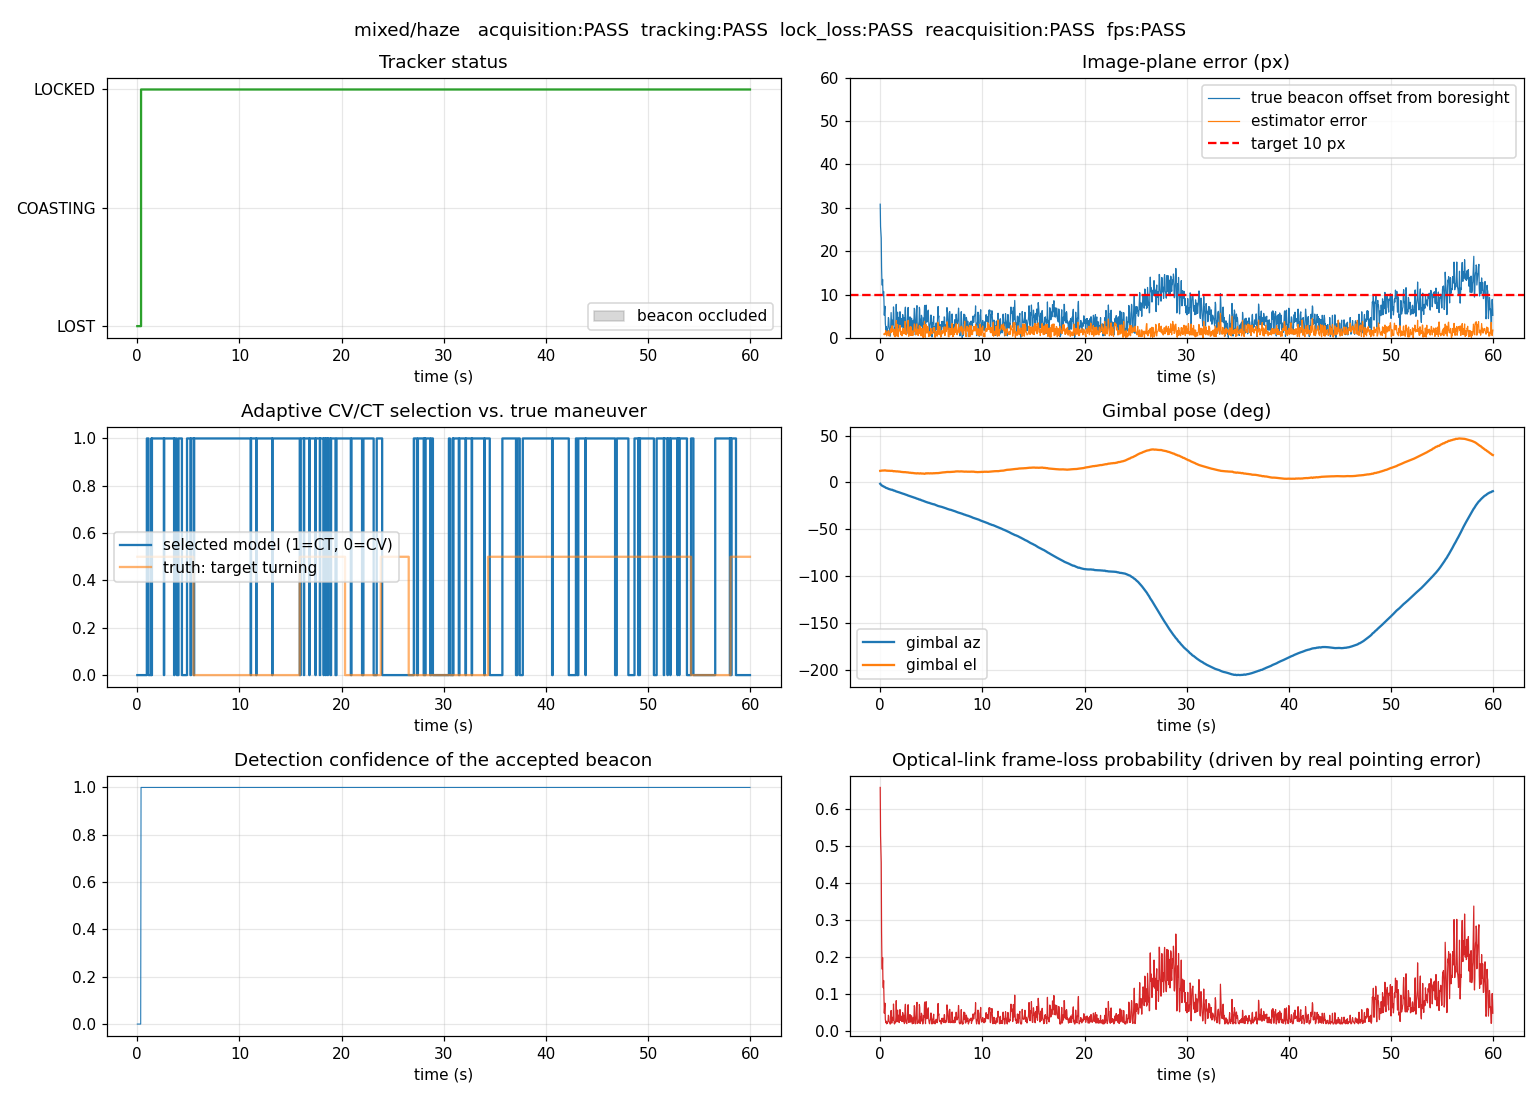 mixed/haze   acquisition:PASS  tracking:PASS  lock_loss:PASS  reacquisition:PASS  fps:PASS
Tracker status
LOCKED
COASTING
LOST
beacon occluded
0 10 20 30 40 50 60
time (s)
Image-plane error (px)
60
50
40
30
20
10
0
true beacon offset from boresight
estimator error
target 10 px
0 10 20 30 40 50 60
time (s)
Adaptive CV/CT selection vs. true maneuver
1.0
0.8
0.6
0.4
0.2
0.0
selected model (1=CT, 0=CV)
truth: target turning
0 10 20 30 40 50 60
time (s)
Gimbal pose (deg)
50
0
−50
−100
−150
−200
gimbal az
gimbal el
0 10 20 30 40 50 60
time (s)
Detection confidence of the accepted beacon
1.0
0.8
0.6
0.4
0.2
0.0
0 10 20 30 40 50 60
time (s)
Optical-link frame-loss probability (driven by real pointing error)
0.6
0.5
0.4
0.3
0.2
0.1
0.0
0 10 20 30 40 50 60
time (s)